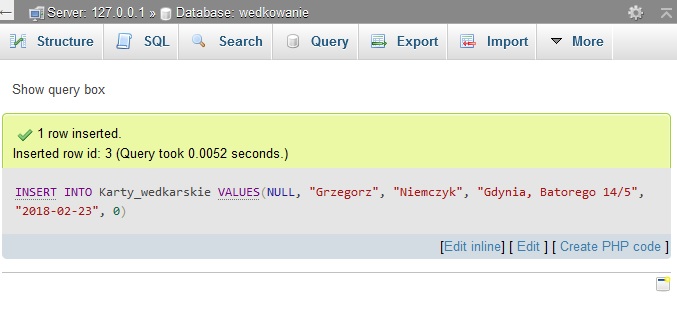 Server: 127.0.0.1 » Database: wedkowanie
Structure SQL Search Query Export Import More
Show query box
1 row inserted.
Inserted row id: 3 (Query took 0.0052 seconds.)
INSERT INTO Karty_wedkarskie VALUES(NULL, "Grzegorz", "Niemczyk", "Gdynia, Batorego 14/5",
"2018-02-23", 0)
[Edit inline] [ Edit ] [ Create PHP code ]